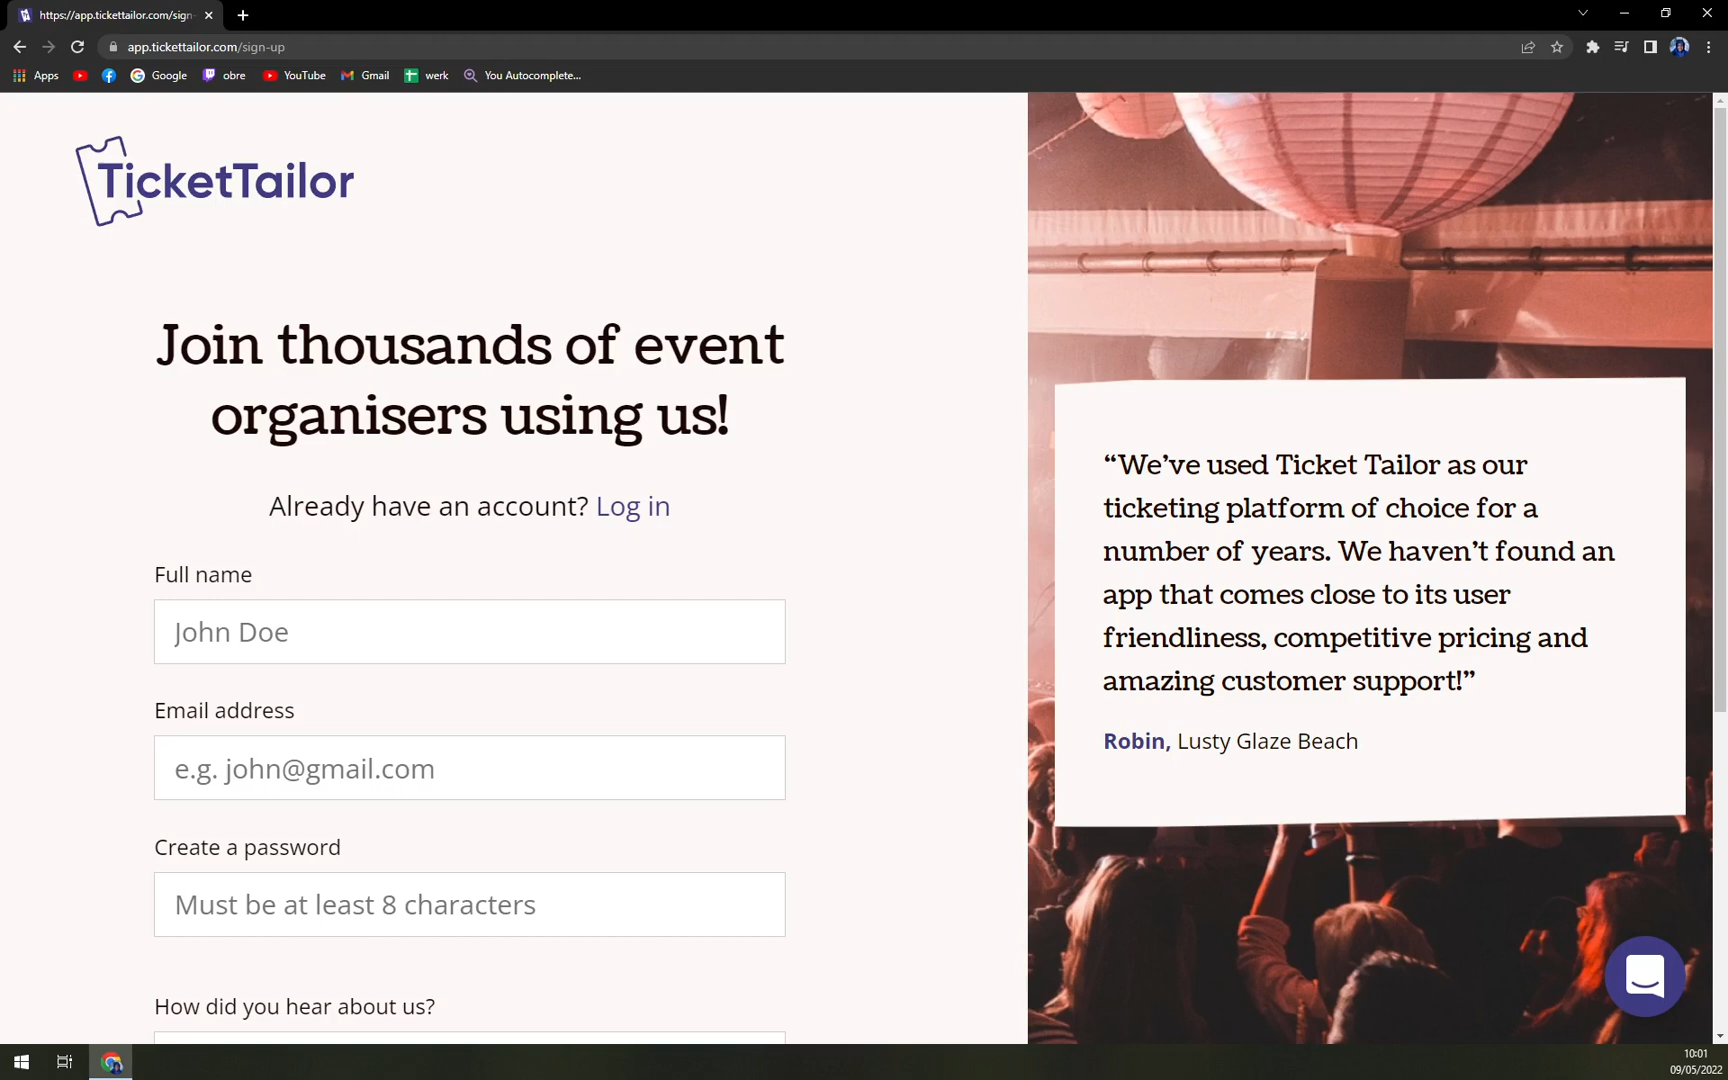 https://app.tickettailor.com/sign-
app.tickettailor.com/sign-up
Apps
Google
obre
YouTube
Gmail
werk
You Autocomplete...
TicketTailor
Join thousands of event
organisers using us!
Already have an account? Log in
Full name
John Doe
Email address
e.g. john@gmail.com
Create a password
Must be at least 8 characters
How did you hear about us?
“We’ve used Ticket Tailor as our
ticketing platform of choice for a
number of years. We haven’t found an
app that comes close to its user
friendliness, competitive pricing and
amazing customer support!”
Robin, Lusty Glaze Beach
10:01
09/05/2022